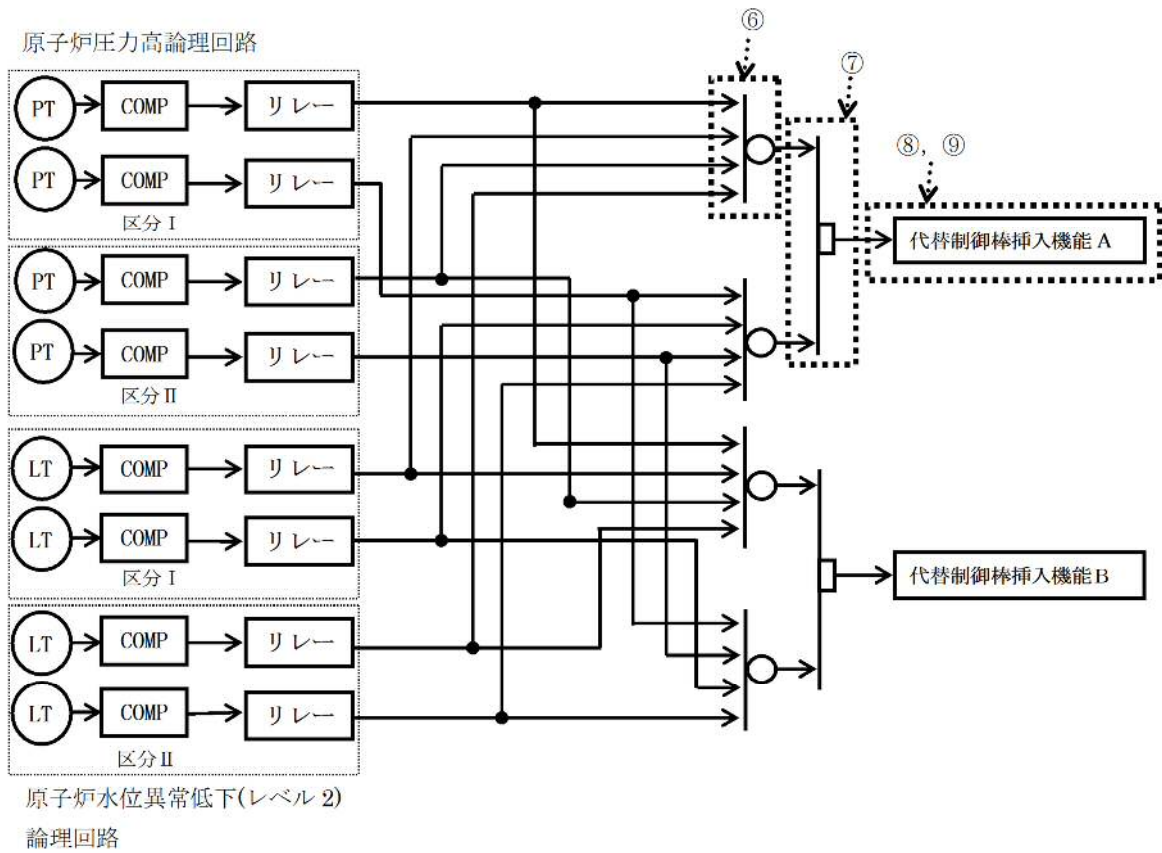 原子炉圧力高論理回路
PT COMP リレー
PT COMP リレー
区分Ⅰ
PT COMP リレー
PT COMP リレー
区分Ⅱ
LT COMP リレー
LT COMP リレー
区分Ⅰ
LT COMP リレー
LT COMP リレー
区分Ⅱ
原子炉水位異常低下(レベル 2)
論理回路
⑥
⑦
⑧, ⑨
代替制御棒挿入機能A
代替制御棒挿入機能B